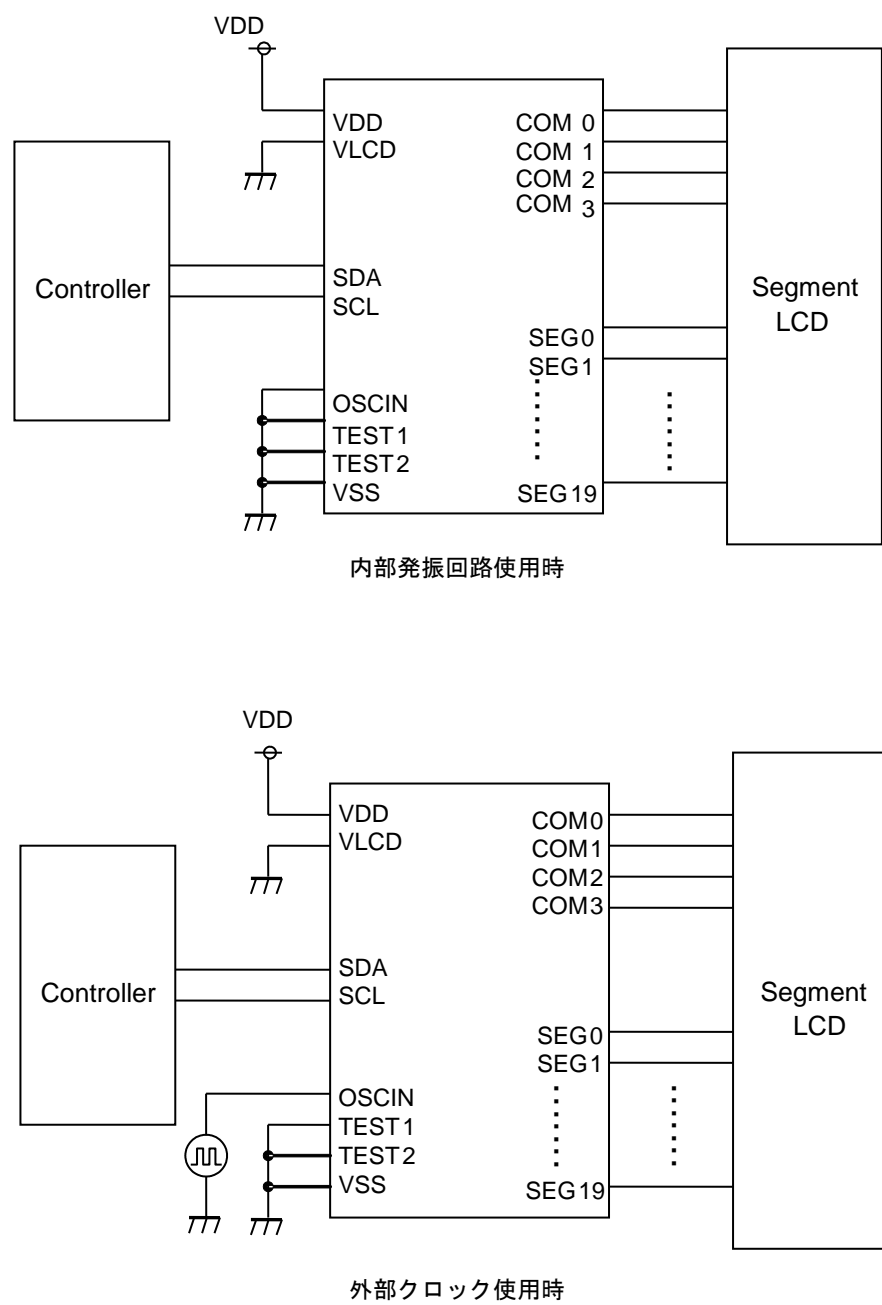 VDD
VDD
VLCD
COM 0
COM 1
COM 2
COM 3
Controller
SDA
SCL
Segment
LCD
SEG0
SEG1
OSCIN
TEST1
TEST2
VSS
SEG19
内部発振回路使用時
VDD
VDD
VLCD
COM0
COM1
COM2
COM3
Controller
SDA
SCL
Segment
LCD
SEG0
SEG1
OSCIN
TEST1
TEST2
VSS
SEG19
外部クロック使用時